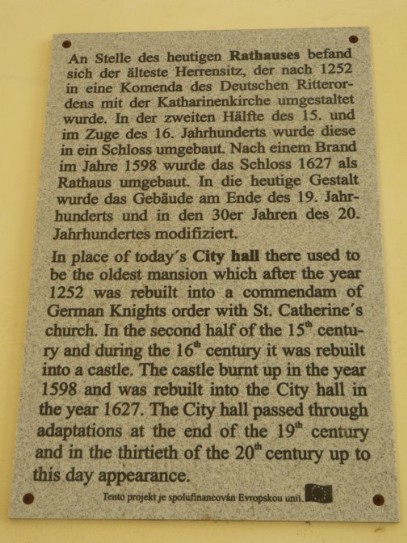 An Stelle des heutigen Rathauses befand
sich der älteste Herrensitz, der nach 1252
in eine Komenda des Deutschen Ritteror-
dens mit der Katharinenkirche umgestaltet
wurde. In der zweiten Hälfte des 15. und
im Zuge des 16. Jahrhunderts wurde diese
in ein Schloss umgebaut. Nach einem Brand
im Jahre 1598 wurde das Schloss 1627 als
Rathaus umgebaut. In die heutige Gestalt
wurde das Gebäude am Ende des 19. Jahr-
hunderts und in den 30er Jahren des 20.
Jahrhundertes modifiziert.
In place of today´s City hall there used to
be the oldest mansion which after the year
1252 was rebuilt into a commendam of
German Knights order with St. Catherine´s
church. In the second half of the 15th centu-
ry and during the 16th century it was rebuilt
into a castle. The castle burnt up in the year
1598 and was rebuilt into the City hall in
the year 1627. The City hall passed through
adaptations at the end of the 19th century
and in the thirtieth of the 20th century up to
this day appearance.
Tento projekt je spolufinancován Evropskou unií.